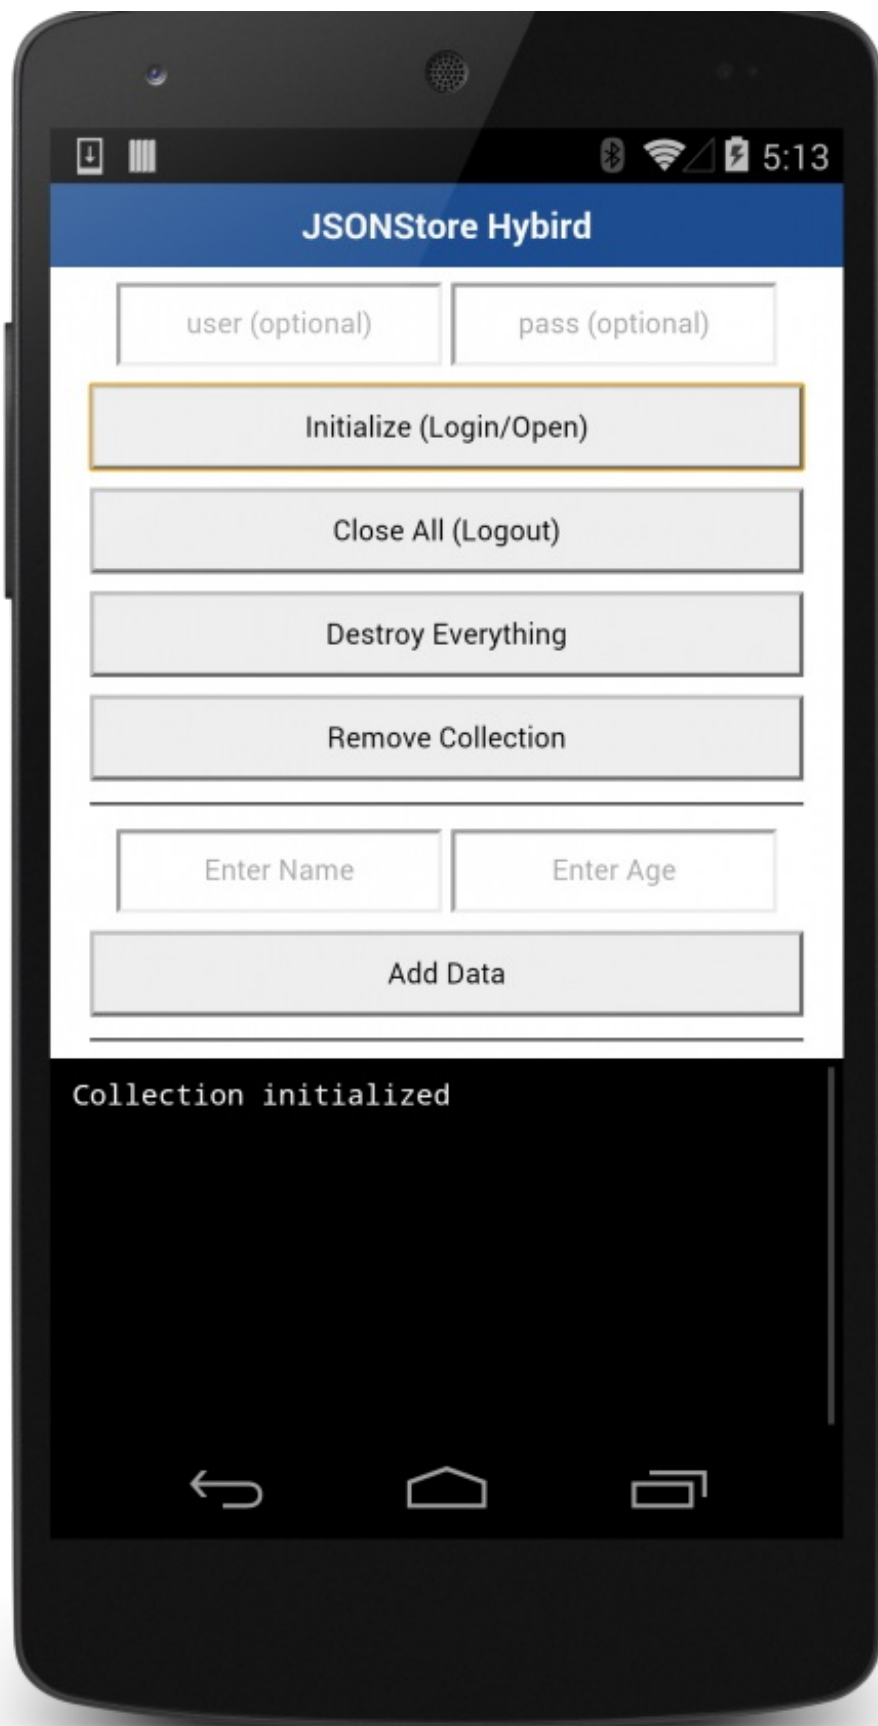 5:13
JSONStore Hybird
user (optional) pass (optional)
Initialize (Login/Open)
Close All (Logout)
Destroy Everything
Remove Collection
Enter Name Enter Age
Add Data
Collection initialized